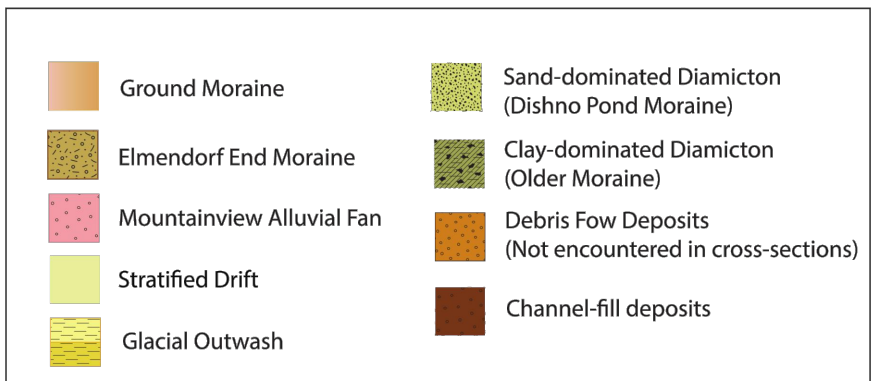 Ground Moraine
Elmendorf End Moraine
Mountainview Alluvial Fan
Stratified Drift
Glacial Outwash
Sand-dominated Diamicton
(Dishno Pond Moraine)
Clay-dominated Diamicton
(Older Moraine)
Debris Fow Deposits
(Not encountered in cross-sections)
Channel-fill deposits